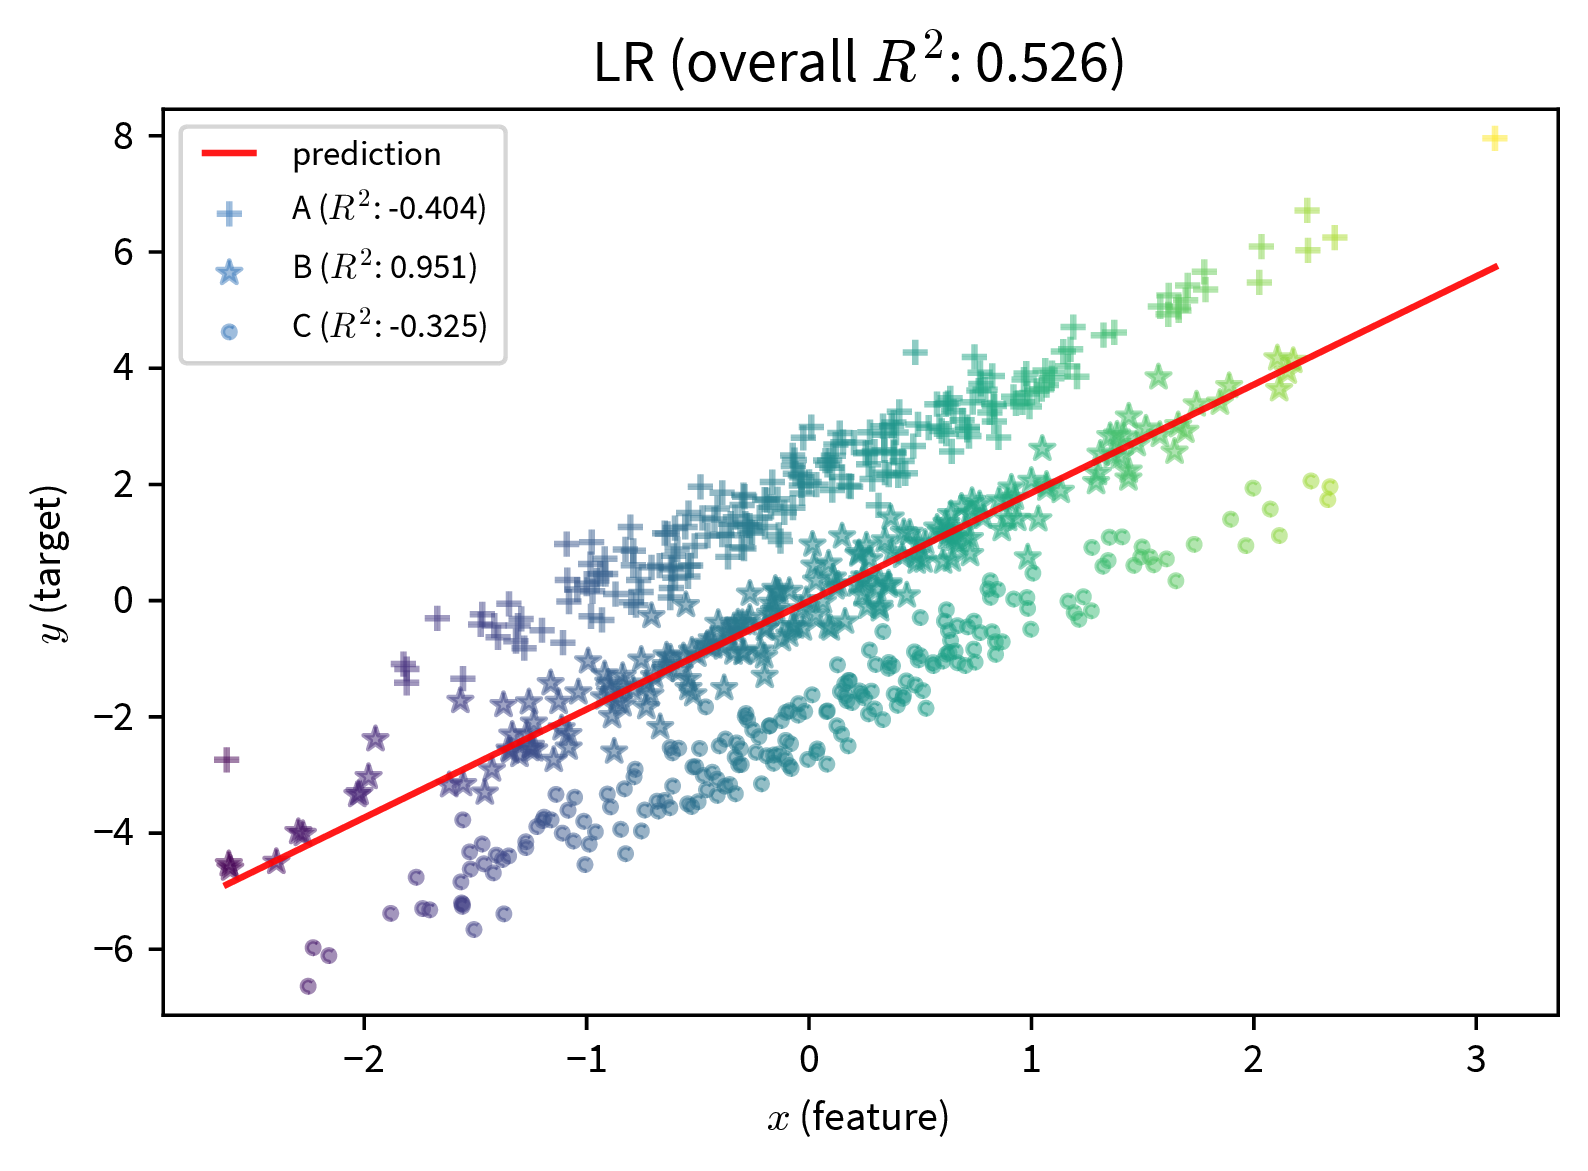 LR (overall R²: 0.526)
prediction
A (R²: -0.404)
B (R²: 0.951)
C (R²: -0.325)
8
6
4
2
0
−2
−4
−6
y (target)
−2 −1 0 1 2 3
x (feature)